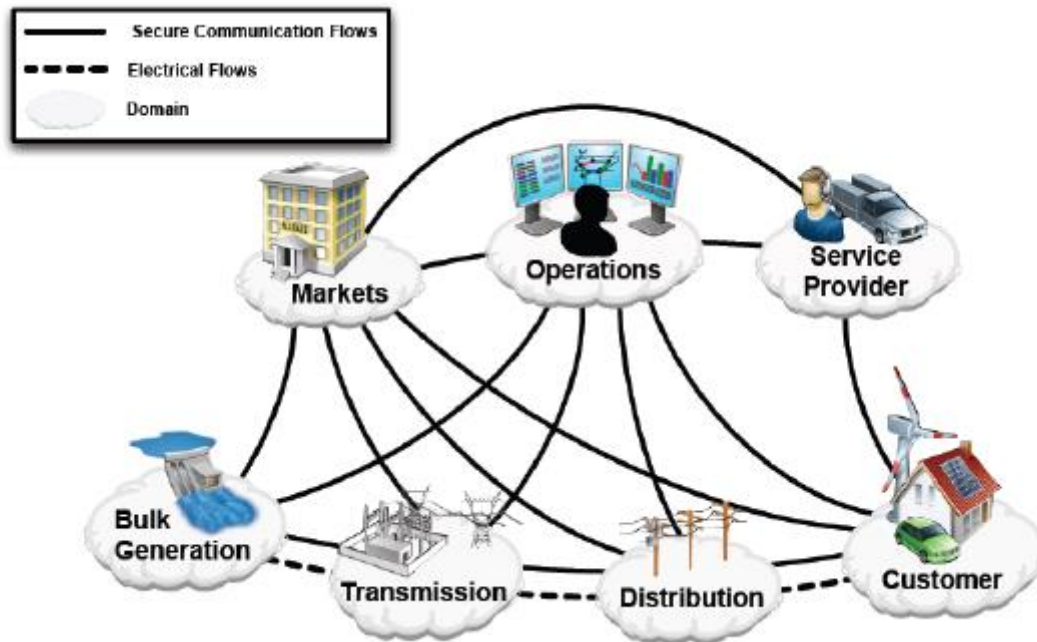 Secure Communication Flows
Electrical Flows
Domain
Markets
Operations
Service
Provider
Bulk
Generation
Transmission
Distribution
Customer